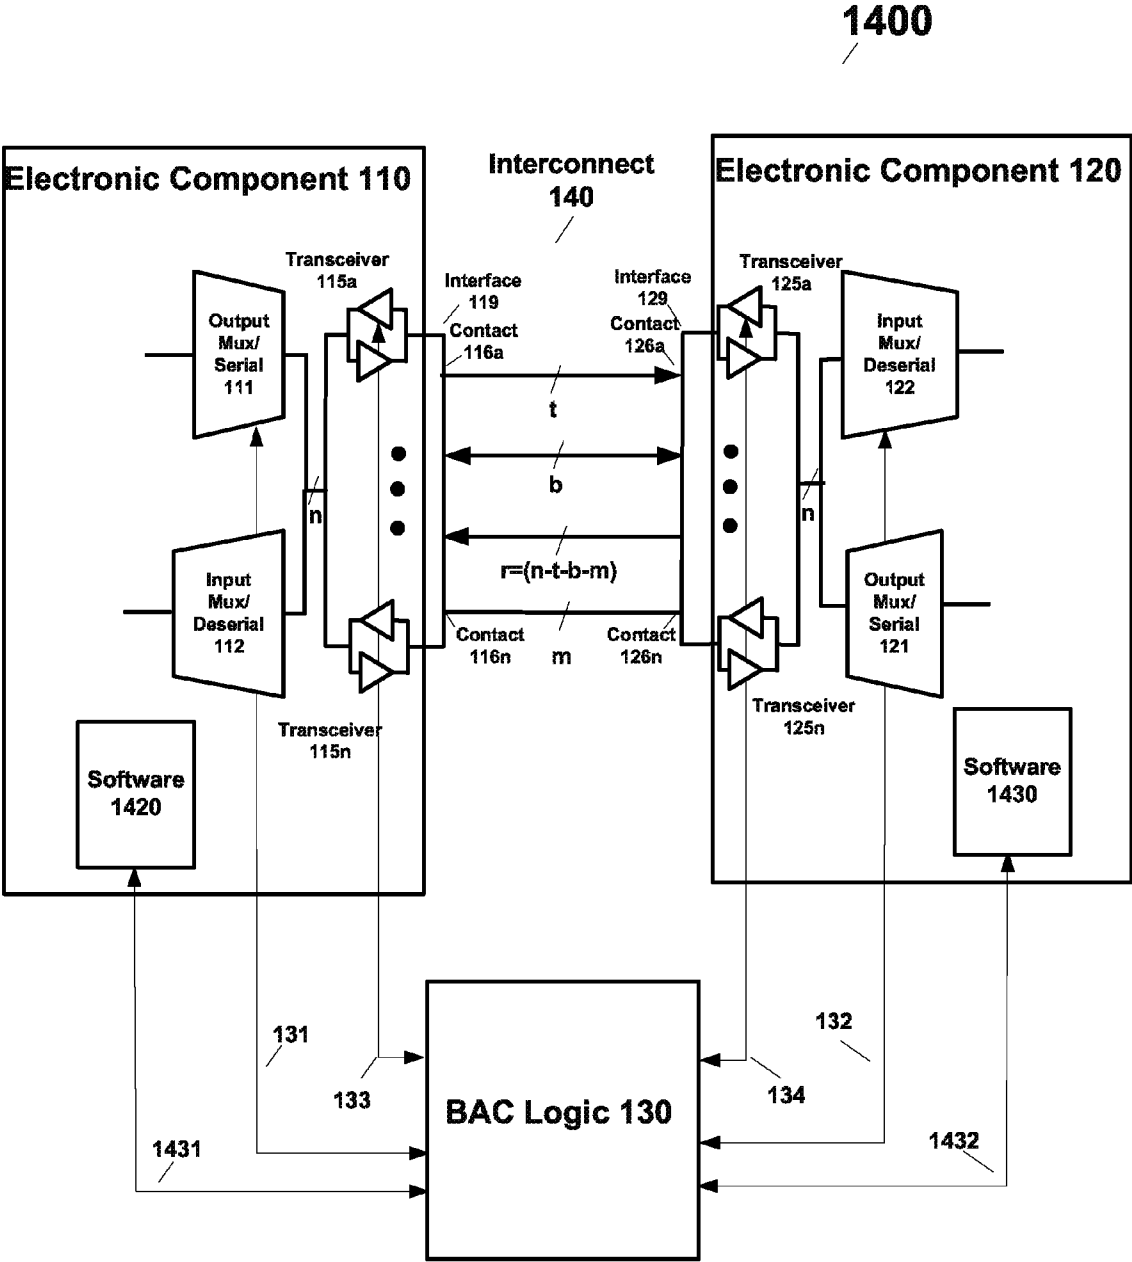 1400
Electronic Component 110
Interconnect
140
Electronic Component 120
Transceiver
115a
Interface
119
Contact
116a
Interface
129
Contact
126a
Transceiver
125a
Output
Mux/
Serial
111
Input
Mux/
Deserial
122
t
b
n
n
r=(n-t-b-m)
Input
Mux/
Deserial
112
Output
Mux/
Serial
121
Contact
116n
m
Contact
126n
Transceiver
115n
Transceiver
125n
Software
1420
Software
1430
131
133
BAC Logic 130
134
132
1431
1432